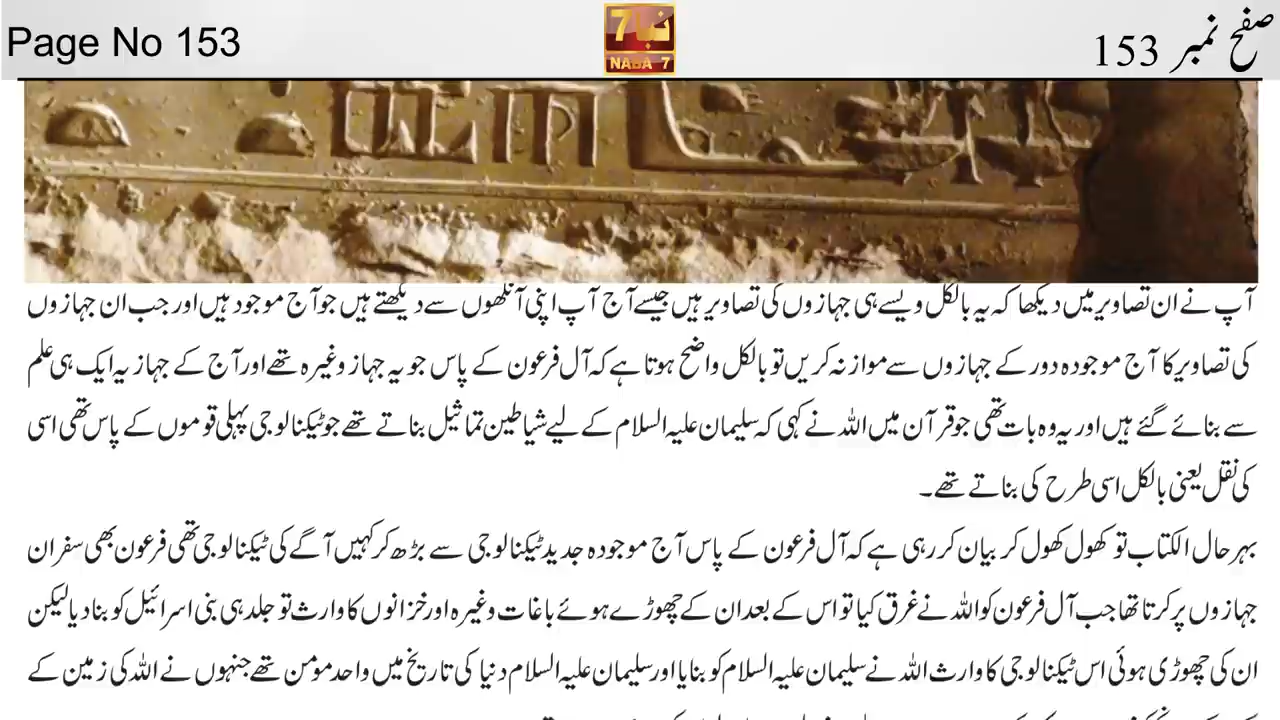 Page No 153
نبأ 7
NABA 7
صفح نمبر 153
آپ نے ان تصاویر میں دیکھا کہ یہ بالکل ویسے ہی جہازوں کی تصاویر ہیں جیسے آج آپ اپنی آنکھوں سے دیکھتے ہیں جو آج موجود ہیں اور جب ان جہازوں
کی تصاویر کا آج موجودہ دور کے جہازوں سے موازنہ کریں تو بالکل واضح ہوتا ہے کہ آل فرعون کے پاس جو یہ جہاز وغیرہ تھے اور آج کے جہاز یہ ایک ہی علم
سے بنائے گئے ہیں اور یہ وہ بات تھی جو قرآن میں اللہ نے کہی کہ سلیمان علیہ السلام کے لیے شیاطین تماثیل بناتے تھے جو ٹیکنالوجی پہلی قوموں کے پاس تھی اسی
کی نقل یعنی بالکل اسی طرح کی بناتے تھے۔
بہر حال الکتاب تو کھول کھول کر بیان کر رہی ہے کہ آل فرعون کے پاس آج موجودہ جدید ٹیکنالوجی سے بڑھ کر کہیں آگے کی ٹیکنالوجی تھی فرعون بھی سفر ان
جہازوں پر کرتا تھا جب آل فرعون کو اللہ نے غرق کیا تو اس کے بعد ان کے چھوڑے ہوئے باغات وغیرہ اور خزانوں کا وارث تو جلد ہی بنی اسرائیل کو بنا دیا لیکن
ان کی چھوڑی ہوئی اس ٹیکنالوجی کا وارث اللہ نے سلیمان علیہ السلام کو بنایا اور سلیمان علیہ السلام دنیا کی تاریخ میں واحد مومن تھے جنہوں نے اللہ کی زمین کے